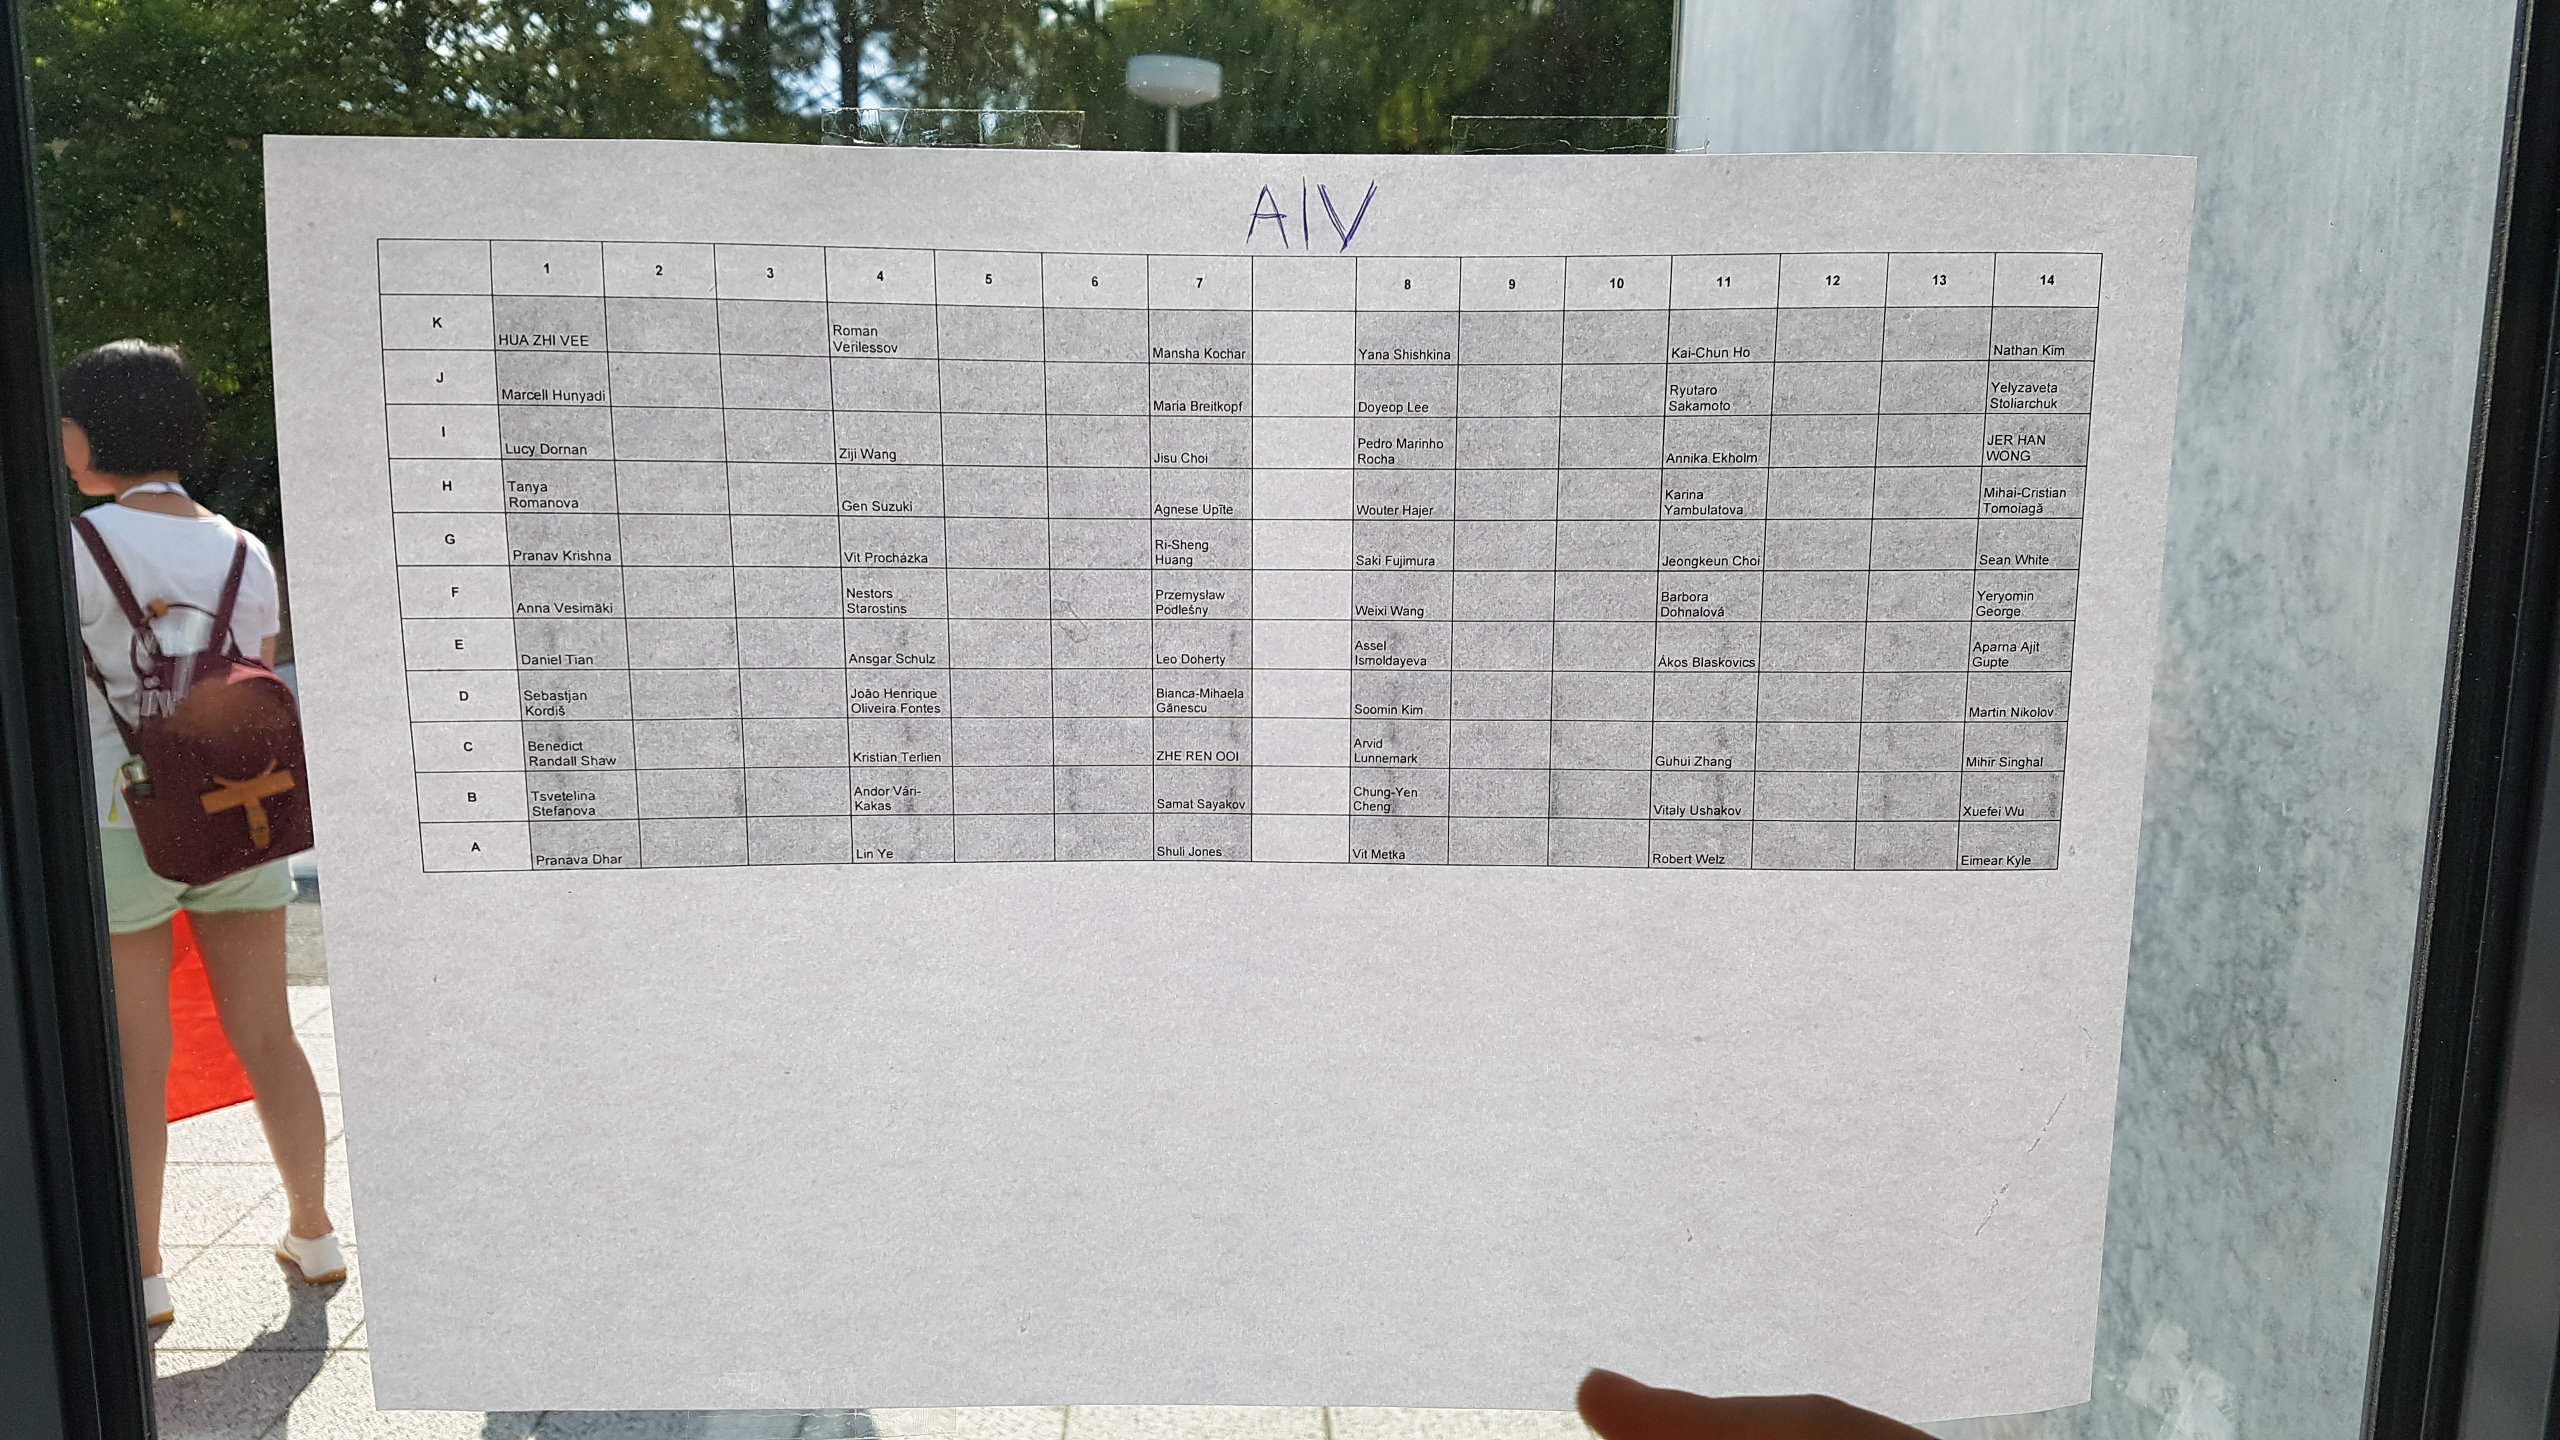 AIV
1 2 3 4 5 6 7 8 9 10 11 12 13 14
K HUA ZHI VEE Roman Verilessov Mansha Kochar Yana Shishkina Kai-Chun Ho Nathan Kim
J Marcell Hunyadi Maria Breitkopf Doyeop Lee Ryutaro Sakamoto Yelyzaveta Stoliarchuk
I Lucy Dornan Ziji Wang Jisu Choi Pedro Marinho Rocha Annika Ekholm JER HAN WONG
H Tanya Romanova Gen Suzuki Agnese Upīte Wouter Hajer Karina Yambulatova Mihai-Cristian Tomoiagă
G Pranav Krishna Vit Procházka Ri-Sheng Huang Saki Fujimura Jeongkeun Choi Sean White
F Anna Vesimäki Nestors Starostins Przemysław Podleśny Weixi Wang Barbora Dohnalová Yeryomin George
E Daniel Tian Ansgar Schulz Leo Doherty Assel Ismoldayeva Ákos Blaskovics Aparna Ajit Gupte
D Sebastjan Kordiš João Henrique Oliveira Fontes Bianca-Mihaela Gănescu Soomin Kim Martin Nikolov
C Benedict Randall Shaw Kristian Terlien ZHE REN OOI Arvid Lunnemark Guhui Zhang Mihir Singhal
B Tsvetelina Stefanova Andor Vári-Kakas Samat Sayakov Chung-Yen Cheng Vitaly Ushakov Xuefei Wu
A Pranava Dhar Lin Ye Shuli Jones Vit Metka Robert Welz Eimear Kyle